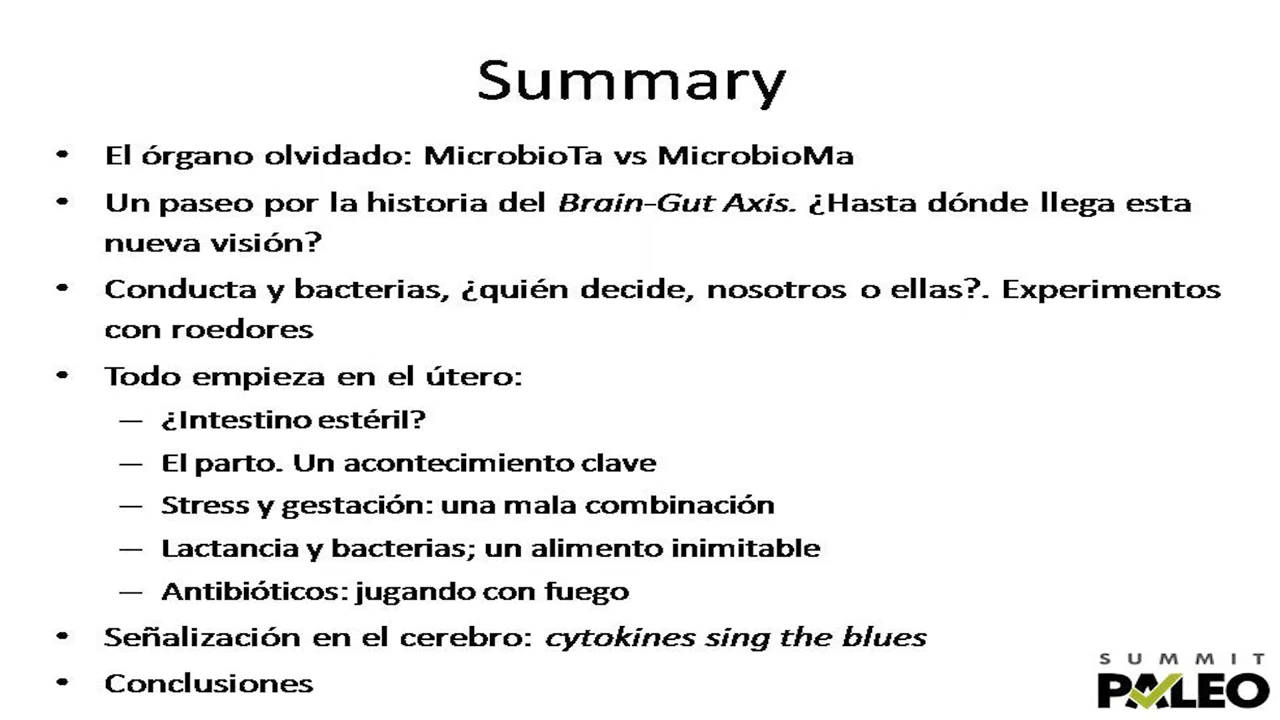 Summary
• El órgano olvidado: MicrobioTa vs MicrobioMa
• Un paseo por la historia del Brain-Gut Axis. ¿Hasta dónde llega esta
nueva visión?
• Conducta y bacterias, ¿quién decide, nosotros o ellas?. Experimentos
con roedores
• Todo empieza en el útero:
— ¿Intestino estéril?
— El parto. Un acontecimiento clave
— Stress y gestación: una mala combinación
— Lactancia y bacterias; un alimento inimitable
— Antibióticos: jugando con fuego
• Señalización en el cerebro: cytokines sing the blues
• Conclusiones
SUMMIT
PALEO